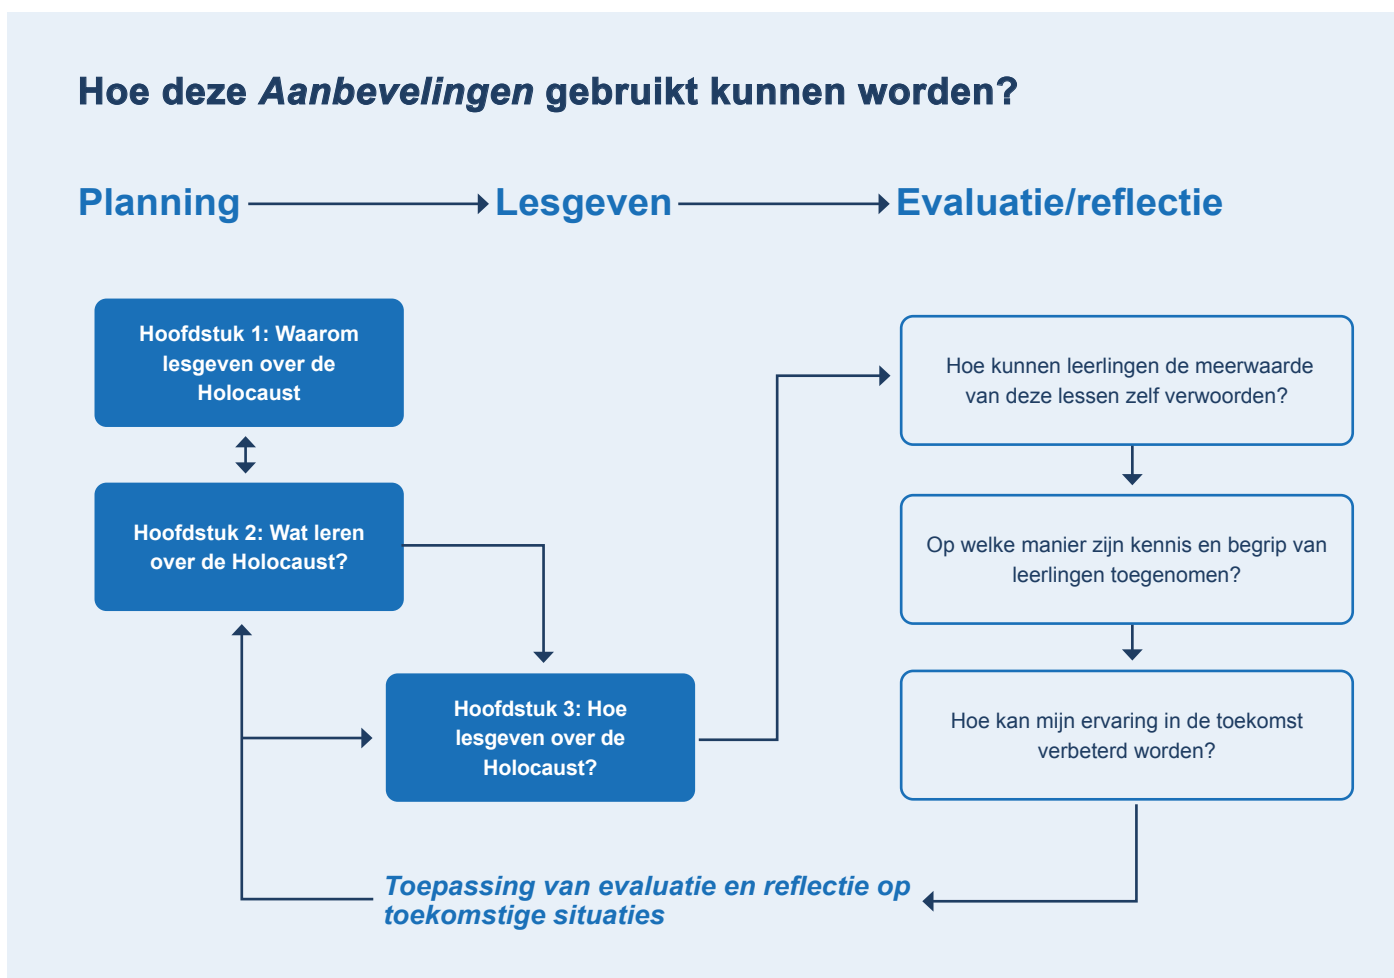 Hoe deze Aanbevelingen gebruikt kunnen worden?
Planning
Lesgeven
Evaluatie/reflectie
Hoofdstuk 1: Waarom
lesgeven over de
Holocaust
Hoofdstuk 2: Wat leren
over de Holocaust?
Hoofdstuk 3: Hoe
lesgeven over de
Holocaust?
Hoe kunnen leerlingen de meerwaarde
van deze lessen zelf verwoorden?
Op welke manier zijn kennis en begrip van
leerlingen toegenomen?
Hoe kan mijn ervaring in de toekomst
verbeterd worden?
Toepassing van evaluatie en reflectie op
toekomstige situaties